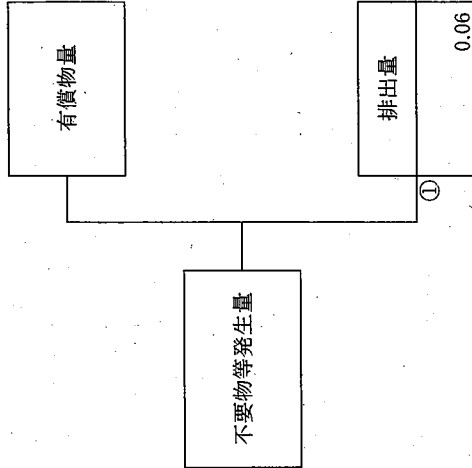 不要物等発生量
有償物量
①
排出量
0.06